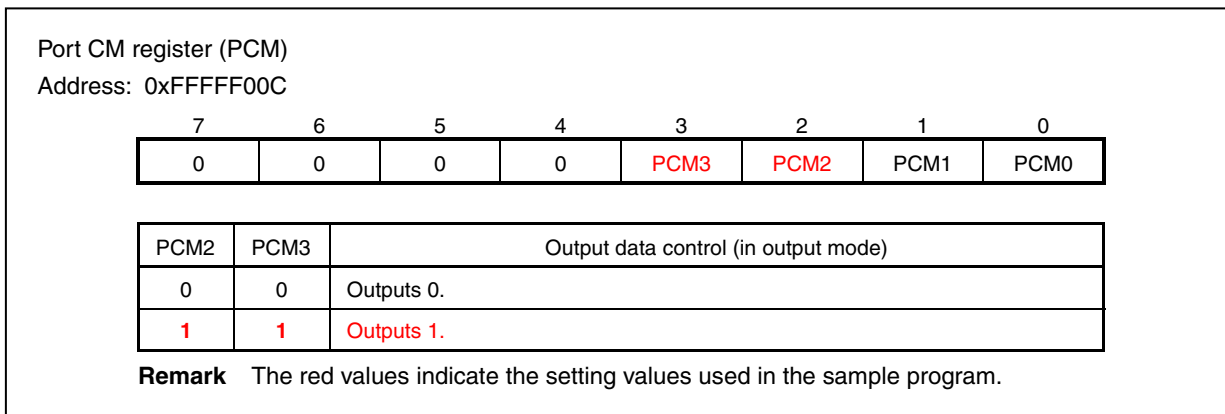 Port CM register (PCM)
Address: 0xFFFFF00C
7 6 5 4 3 2 1 0
0 0 0 0 PCM3 PCM2 PCM1 PCM0
PCM2 PCM3 Output data control (in output mode)
0 0 Outputs 0.
1 1 Outputs 1.
Remark The red values indicate the setting values used in the sample program.